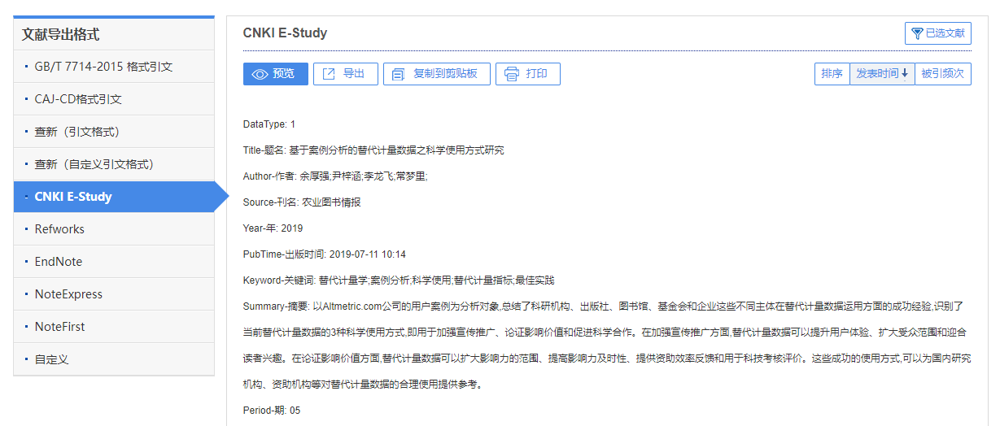 文献导出格式
GB/T 7714-2015 格式引文
CAJ-CD格式引文
查新（引文格式）
查新（自定义引文格式）
CNKI E-Study
Refworks
EndNote
NoteExpress
NoteFirst
自定义
CNKI E-Study
已选文献
预览 导出 复制到剪贴板 打印
排序 发表时间 被引频次
DataType: 1
Title-题名: 基于案例分析的替代计量数据之科学使用方式研究
Author-作者: 余厚强;尹梓涵;李龙飞;常梦里;
Source-刊名: 农业图书情报
Year-年: 2019
PubTime-出版时间: 2019-07-11 10:14
Keyword-关键词: 替代计量学;案例分析;科学使用;替代计量指标;最佳实践
Summary-摘要: 以Altmetric.com公司的用户案例为分析对象,总结了科研机构、出版社、图书馆、基金会和企业这些不同主体在替代计量数据运用方面的成功经验,识别了
当前替代计量数据的3种科学使用方式,即用于加强宣传推广、论证影响价值和促进科学合作。在加强宣传推广方面,替代计量数据可以提升用户体验、扩大受众范围和迎合
读者兴趣。在论证影响价值方面,替代计量数据可以扩大影响力的范围、提高影响力及时性、提供资助效率反馈和用于科技考核评价。这些成功的使用方式,可以为国内研究
机构、资助机构等对替代计量数据的合理使用提供参考。
Period-期: 05